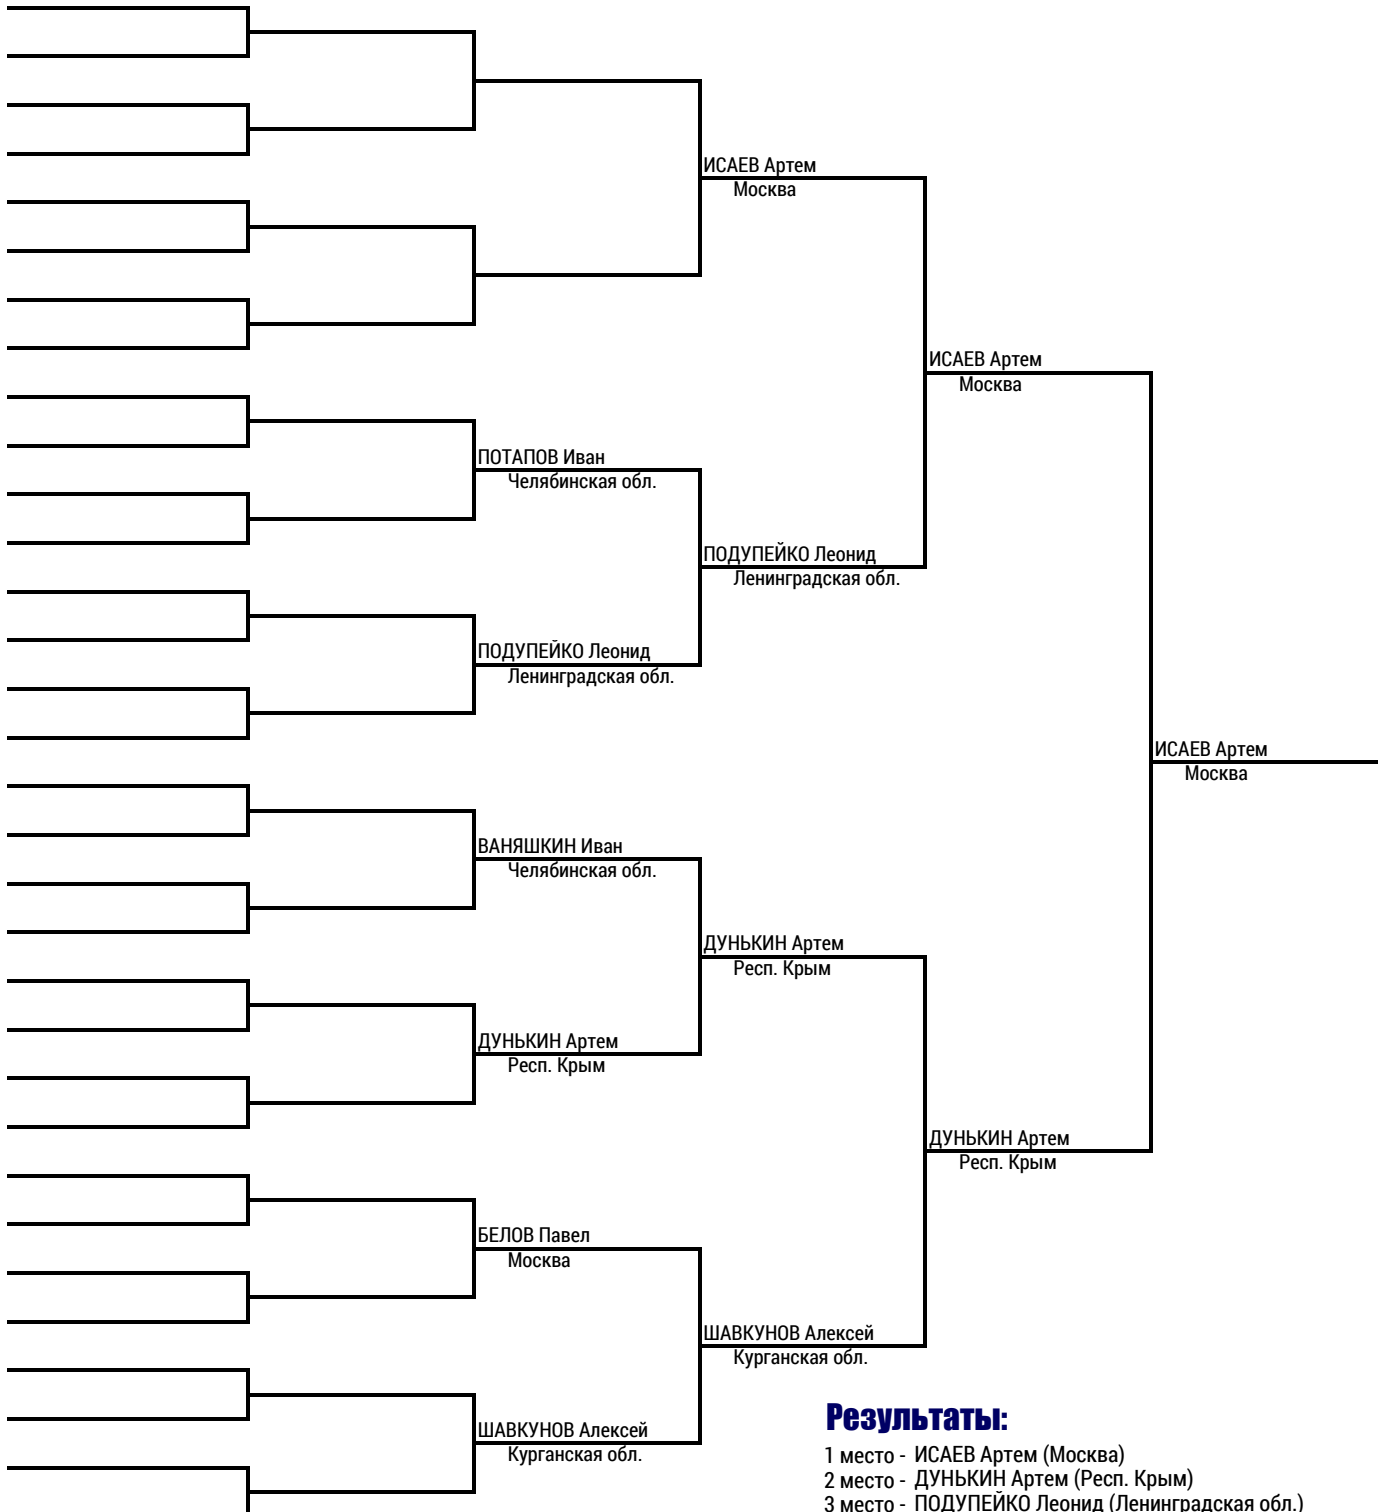 ИСАЕВ Артем
Москва
ИСАЕВ Артем
Москва
ПОТАПОВ Иван
Челябинская обл.
ПОДУПЕЙКО Леонид
Ленинградская обл.
ПОДУПЕЙКО Леонид
Ленинградская обл.
ИСАЕВ Артем
Москва
ВАНЯШКИН Иван
Челябинская обл.
ДУНЬКИН Артем
Респ. Крым
ДУНЬКИН Артем
Респ. Крым
ДУНЬКИН Артем
Респ. Крым
БЕЛОВ Павел
Москва
ШАВКУНОВ Алексей
Курганская обл.
ШАВКУНОВ Алексей
Курганская обл.
Результаты:
1 место - ИСАЕВ Артем (Москва)
2 место - ДУНЬКИН Артем (Респ. Крым)
3 место - ПОДУПЕЙКО Леонид (Ленинградская обл.)